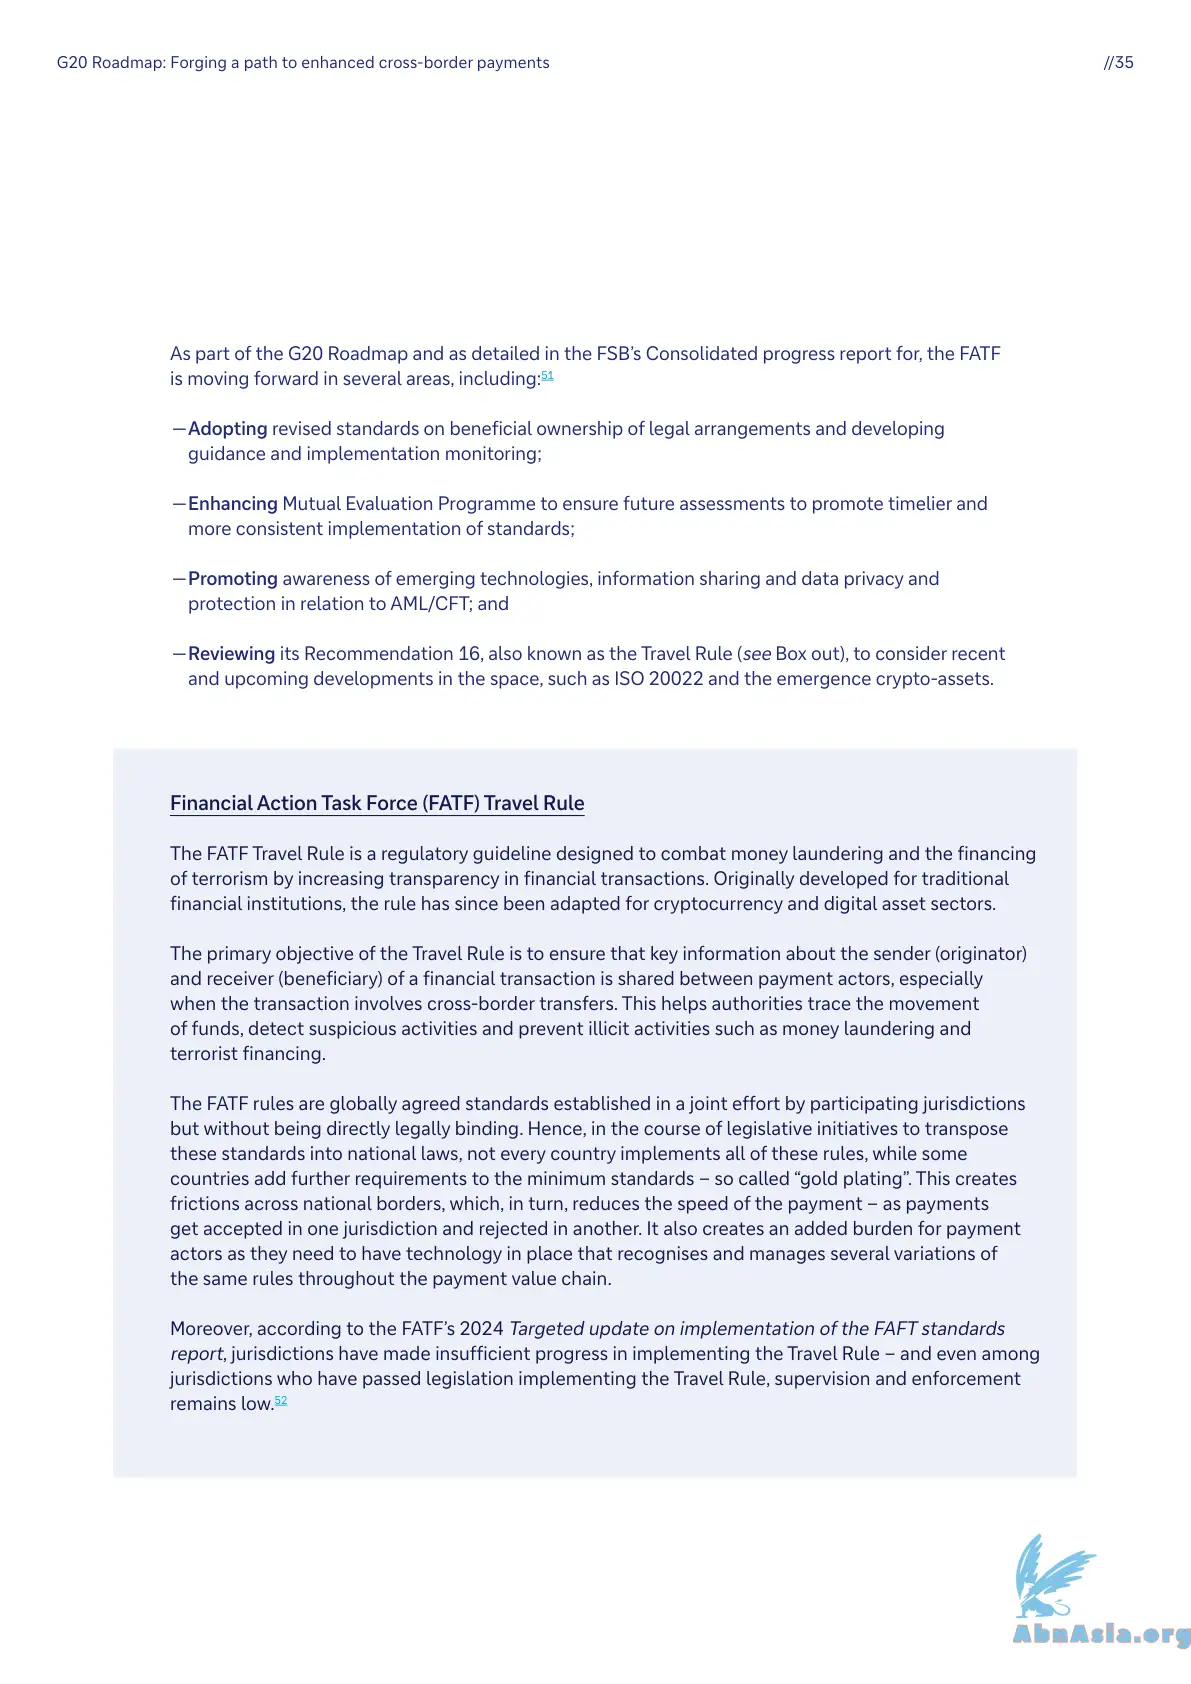 G20 Roadmap: Forging a path to enhanced cross-border payments
//35
As part of the G20 Roadmap and as detailed in the FSB’s Consolidated progress report for, the FATF
is moving forward in several areas, including:51
—Adopting revised standards on beneficial ownership of legal arrangements and developing
guidance and implementation monitoring;
—Enhancing Mutual Evaluation Programme to ensure future assessments to promote timelier and
more consistent implementation of standards;
—Promoting awareness of emerging technologies, information sharing and data privacy and
protection in relation to AML/CFT; and
—Reviewing its Recommendation 16, also known as the Travel Rule (see Box out), to consider recent
and upcoming developments in the space, such as ISO 20022 and the emergence crypto-assets.
Financial Action Task Force (FATF) Travel Rule
The FATF Travel Rule is a regulatory guideline designed to combat money laundering and the financing
of terrorism by increasing transparency in financial transactions. Originally developed for traditional
financial institutions, the rule has since been adapted for cryptocurrency and digital asset sectors.
The primary objective of the Travel Rule is to ensure that key information about the sender (originator)
and receiver (beneficiary) of a financial transaction is shared between payment actors, especially
when the transaction involves cross-border transfers. This helps authorities trace the movement
of funds, detect suspicious activities and prevent illicit activities such as money laundering and
terrorist financing.
The FATF rules are globally agreed standards established in a joint effort by participating jurisdictions
but without being directly legally binding. Hence, in the course of legislative initiatives to transpose
these standards into national laws, not every country implements all of these rules, while some
countries add further requirements to the minimum standards – so called “gold plating”. This creates
frictions across national borders, which, in turn, reduces the speed of the payment – as payments
get accepted in one jurisdiction and rejected in another. It also creates an added burden for payment
actors as they need to have technology in place that recognises and manages several variations of
the same rules throughout the payment value chain.
Moreover, according to the FATF’s 2024 Targeted update on implementation of the FAFT standards
report, jurisdictions have made insufficient progress in implementing the Travel Rule – and even among
jurisdictions who have passed legislation implementing the Travel Rule, supervision and enforcement
remains low.52
AbnAsia.org